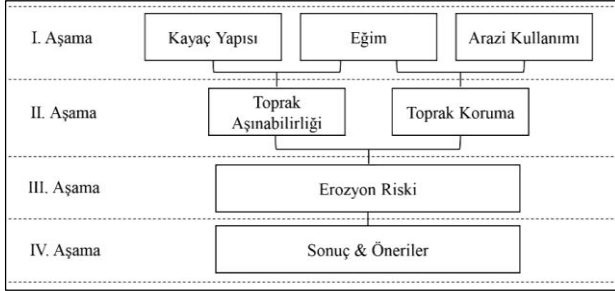 I. Aşama
Kayaç Yapısı
Eğim
Arazi Kullanımı
II. Aşama
Toprak
Aşınabilirliği
Toprak Koruma
III. Aşama
Erozyon Riski
IV. Aşama
Sonuç & Öneriler